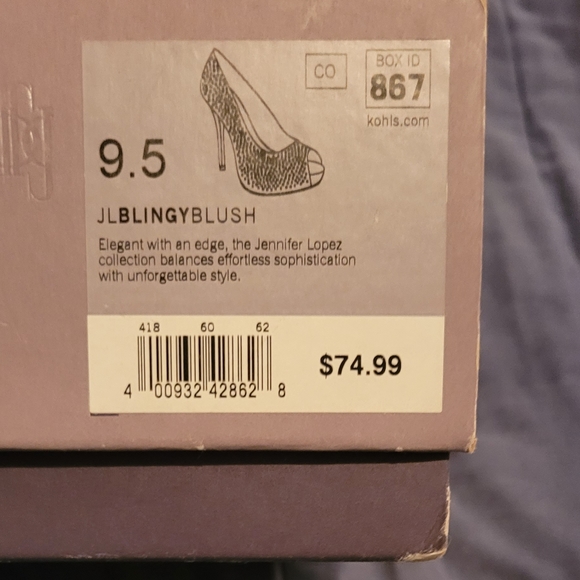 CO
BOX ID
867
kohls.com
9.5
JLBLINGYBLUSH
Elegant with an edge, the Jennifer Lopez
collection balances effortless sophistication
with unforgettable style.
418 60 62
$74.99
4 00932 42862 8